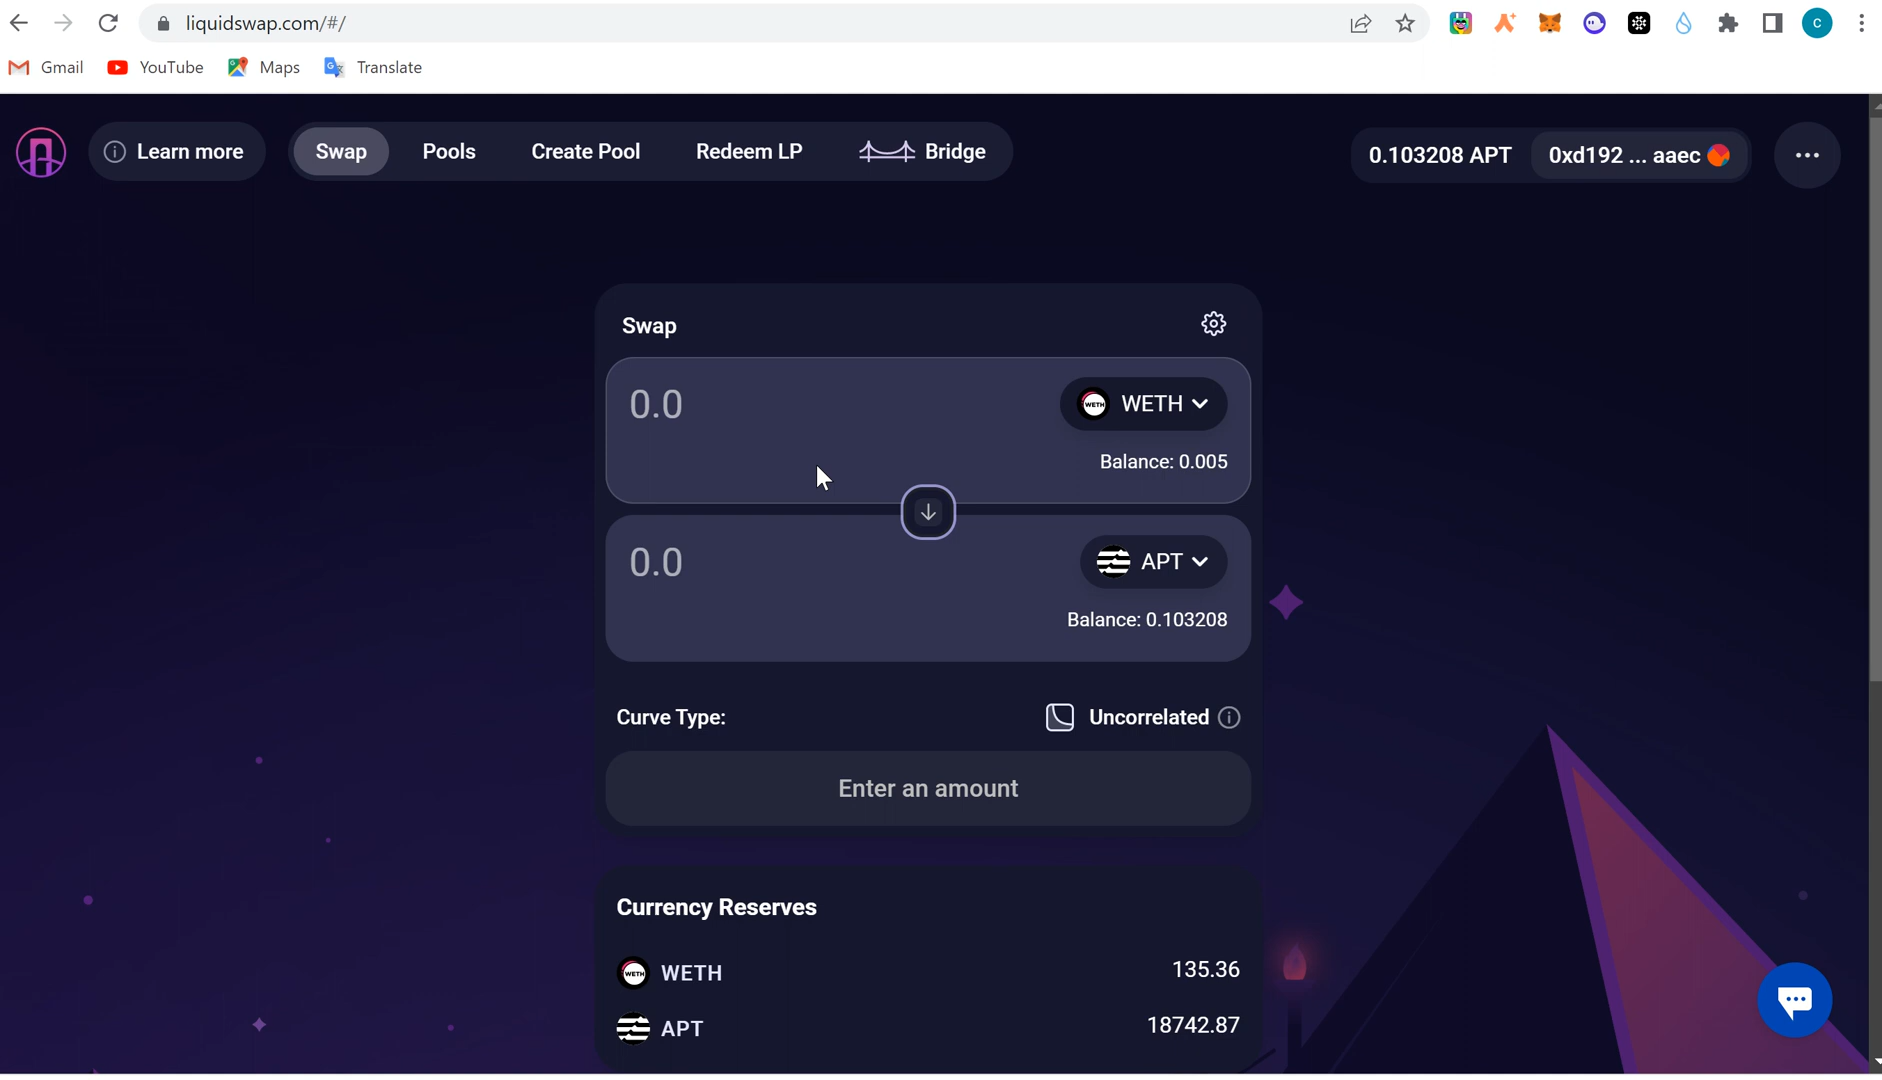 liquidswap.com/#/
C
Gmail YouTube Maps Translate
Learn more Swap Pools Create Pool Redeem LP Bridge 0.103208 APT 0xd192 ... aaec
Swap
0.0 WETH WETH
Balance: 0.005
0.0 APT
Balance: 0.103208
Curve Type: Uncorrelated
Enter an amount
Currency Reserves
WETH WETH 135.36
APT 18742.87